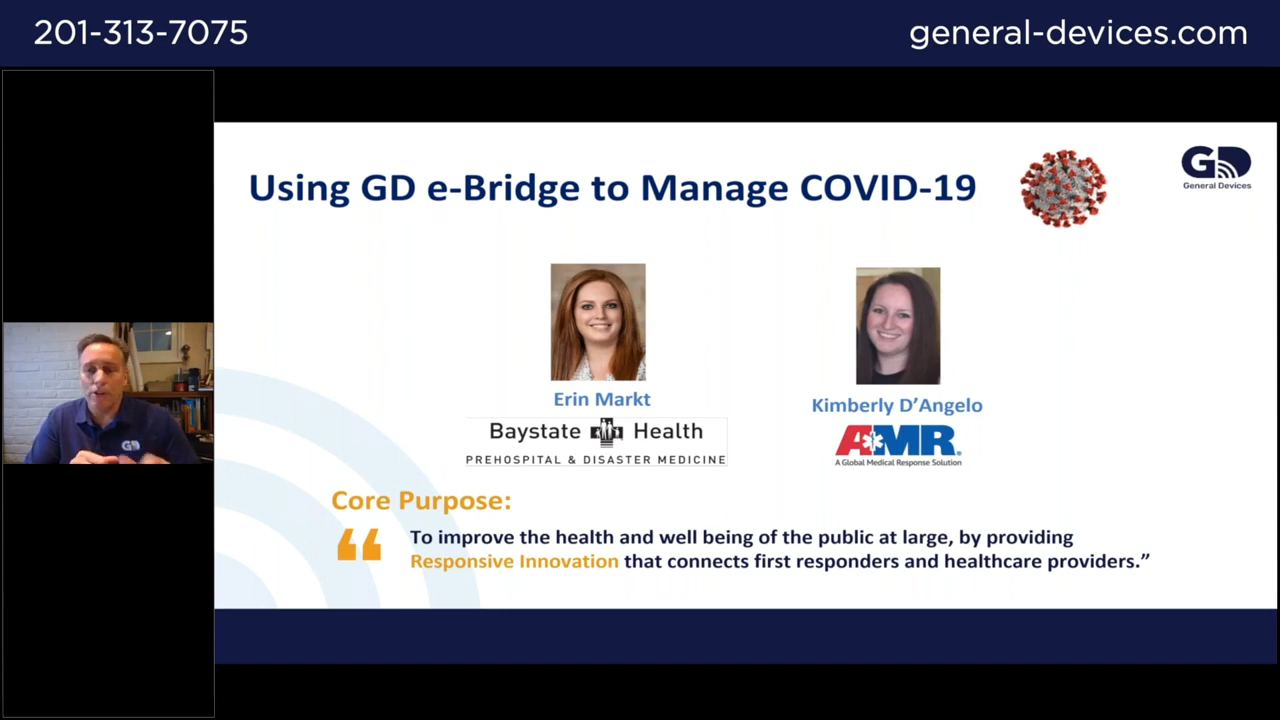 201-313-7075
general-devices.com
Using GD e-Bridge to Manage COVID-19
GD
General Devices
Erin Markt
Kimberly D’Angelo
Baystate Health
PREHOSPITAL & DISASTER MEDICINE
AMR
A Global Medical Response Solution
Core Purpose:
“ To improve the health and well being of the public at large, by providing
Responsive Innovation that connects first responders and healthcare providers.”
GD